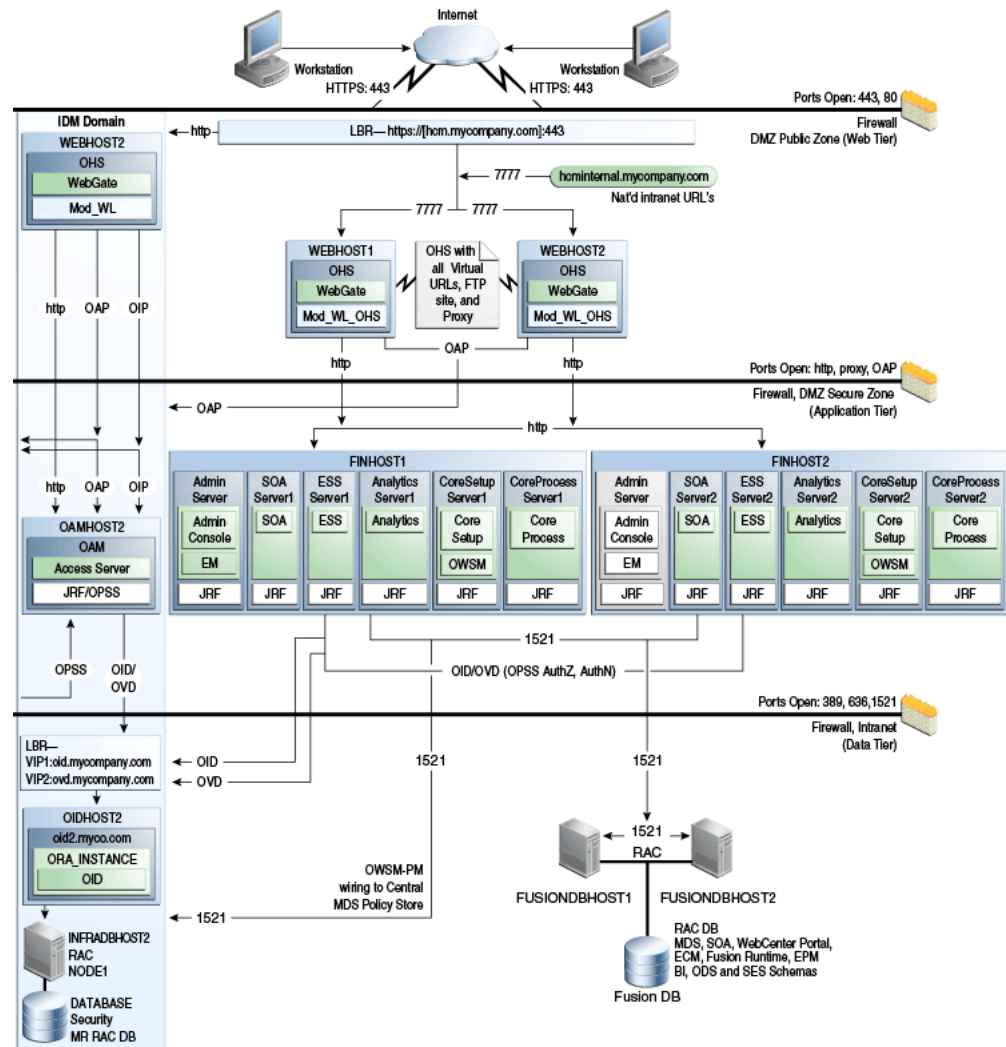 Internet
Workstation
Workstation
HTTPS: 443
HTTPS: 443
Ports Open: 443, 80
Firewall
DMZ Public Zone (Web Tier)
IDM Domain
WEBHOST2
OHS
WebGate
Mod_WL
http
LBR— https://[hcm.mycompany.com]:443
7777
hcminternal.mycompany.com
Nat'd intranet URL's
7777
7777
WEBHOST1
OHS
WebGate
Mod_WL_OHS
OHS with
all Virtual
URLs, FTP
site, and
Proxy
WEBHOST2
OHS
WebGate
Mod_WL_OHS
http
OAP
OIP
OAP
http
http
Ports Open: http, proxy, OAP
Firewall, DMZ Secure Zone
(Application Tier)
OAP
http
http
OAP
OIP
OAMHOST2
OAM
Access Server
JRF/OPSS
OPSS
OID/
OVD
FINHOST1
Admin
Server
Admin
Console
EM
JRF
SOA
Server1
SOA
JRF
ESS
Server1
ESS
JRF
Analytics
Server1
Analytics
JRF
CoreSetup
Server1
Core
Setup
OWSM
JRF
CoreProcess
Server1
Core
Process
JRF
FINHOST2
Admin
Server
Admin
Console
EM
JRF
SOA
Server2
SOA
JRF
ESS
Server2
ESS
JRF
Analytics
Server2
Analytics
JRF
CoreSetup
Server2
Core
Setup
OWSM
JRF
CoreProcess
Server2
Core
Process
JRF
1521
OID/OVD (OPSS AuthZ, AuthN)
Ports Open: 389, 636,1521
Firewall, Intranet
(Data Tier)
LBR—
VIP1:oid.mycompany.com
VIP2:ovd.mycompany.com
OID
OVD
1521
1521
OIDHOST2
oid2.myco.com
ORA_INSTANCE
OID
OWSM-PM
wiring to Central
MDS Policy Store
1521
INFRADBHOST2
RAC
NODE1
DATABASE
Security
MR RAC DB
1521
RAC
FUSIONDBHOST1
FUSIONDBHOST2
RAC DB
MDS, SOA, WebCenter Portal,
ECM, Fusion Runtime, EPM
BI, ODS and SES Schemas
Fusion DB